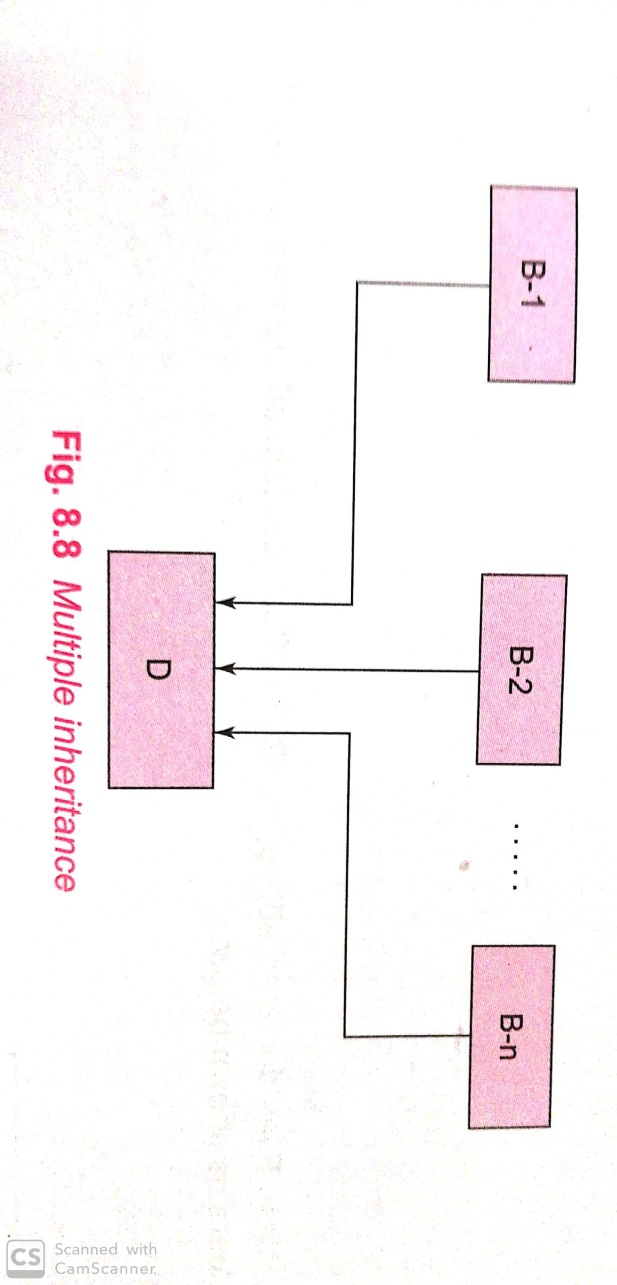 B-1
B-2
......
B-n
D
Fig. 8.8 Multiple inheritance
CS
Scanned with
CamScanner